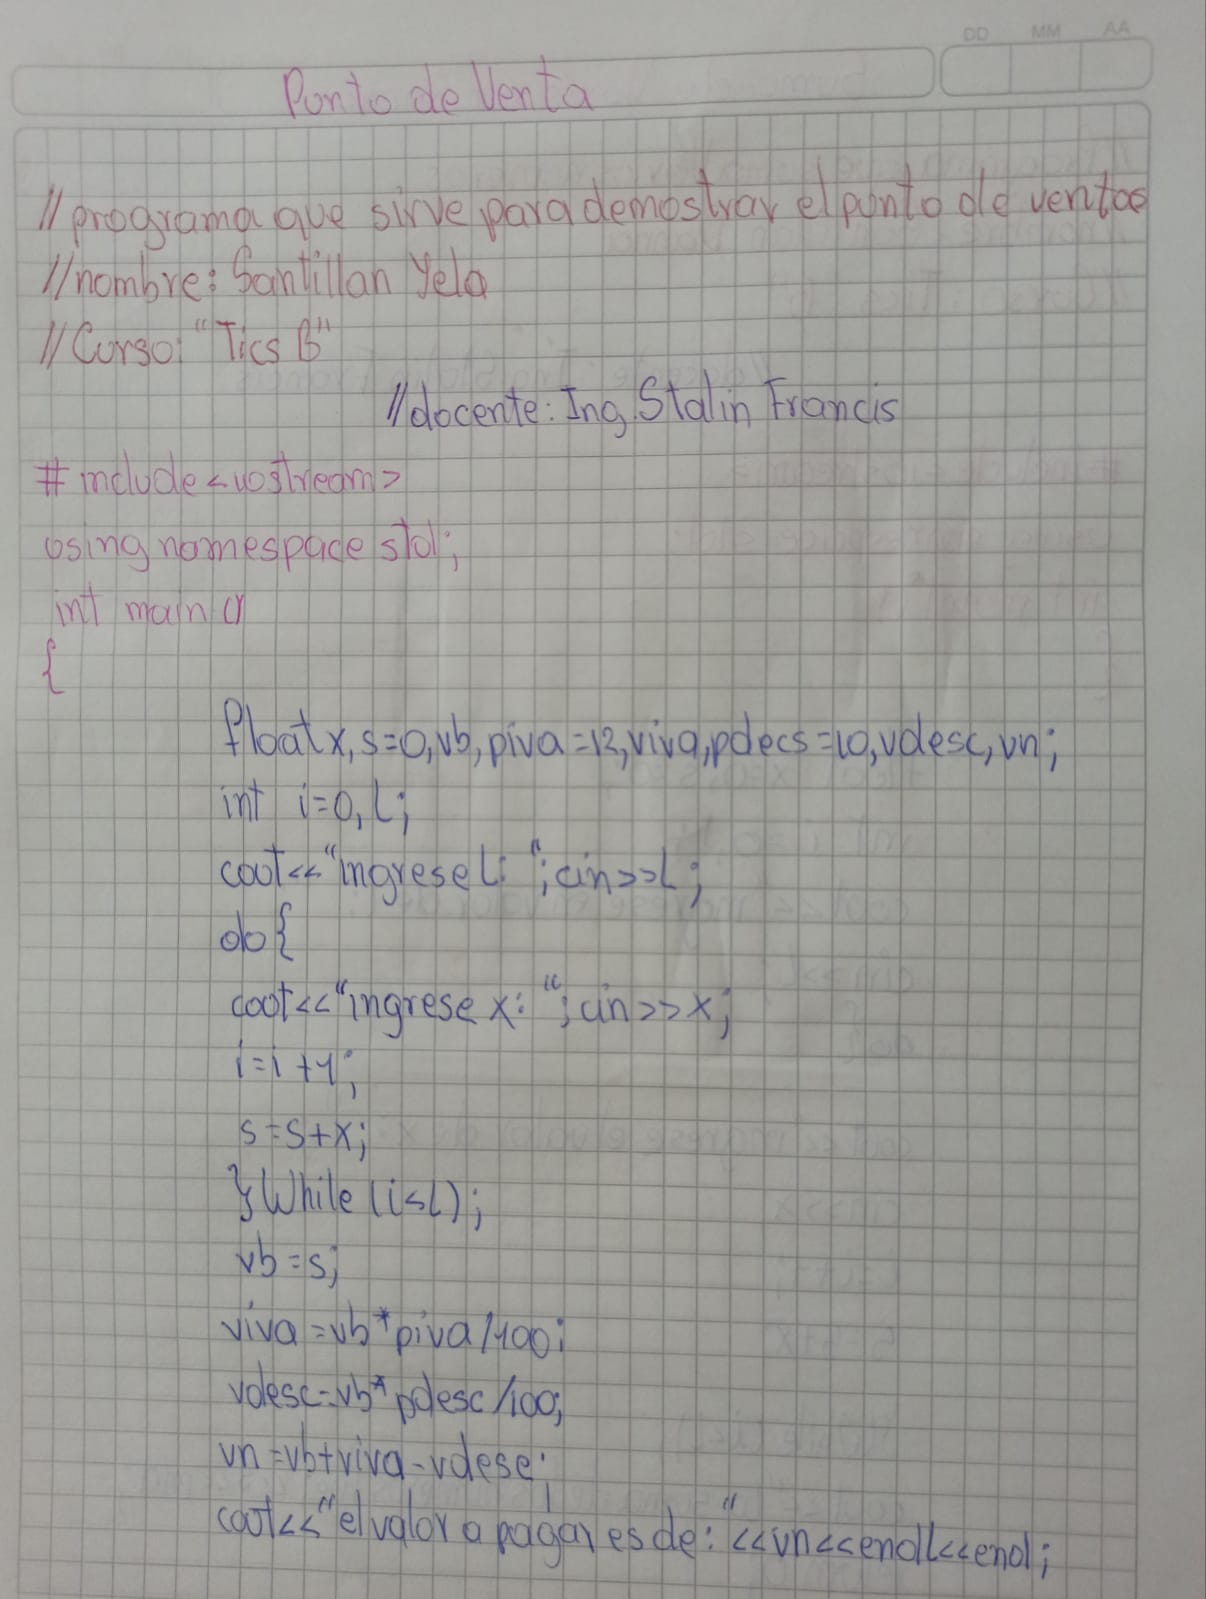 DD MM AA
Punto de Venta
//programa que sirve para demostrar el punto de ventas
//nombre: Santillan Yela
//Curso: "Tics B"
//docente: Ing. Stalin Francis
#include<iostream>
using namespace std;
int main()
{
float x, s=0, vb, piva=12, viva, pdecs=10, vdesc, vn;
int i=0, L;
cout<<"ingrese L: "; cin>>L;
do{
cout<<"ingrese x: "; cin>>x;
i=i+1;
s=s+x;
}While(i<L);
vb=s;
viva=vb*piva/100;
vdesc=vb*pdesc/100;
vn=vb+viva-vdesc;
cout<<"el valor a pagar es de: "<<vn<<endl<<endl;